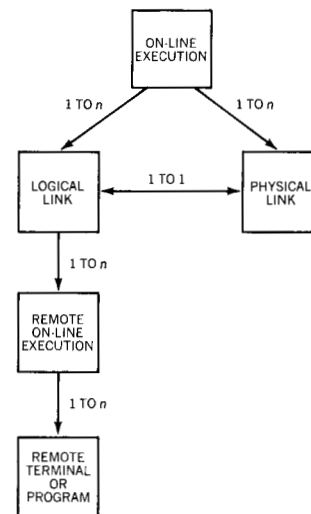 ON-LINE
EXECUTION
1 TO n
1 TO n
LOGICAL
LINK
1 TO 1
PHYSICAL
LINK
1 TO n
REMOTE
ON-LINE
EXECUTION
1 TO n
REMOTE
TERMINAL
OR
PROGRAM